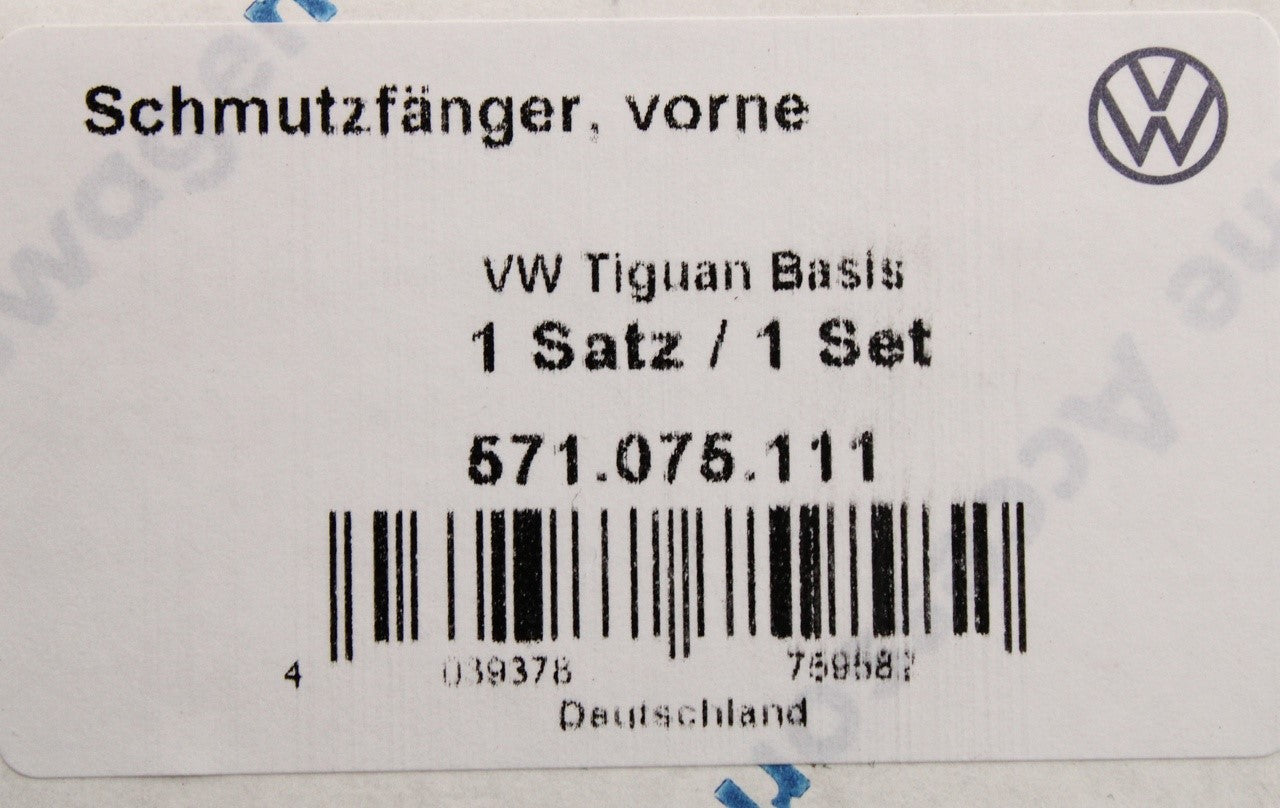 Schmutzfänger, vorne
VW Tiguan Basis
1 Satz / 1 Set
571.075.111
4 039378 759582
Deutschland